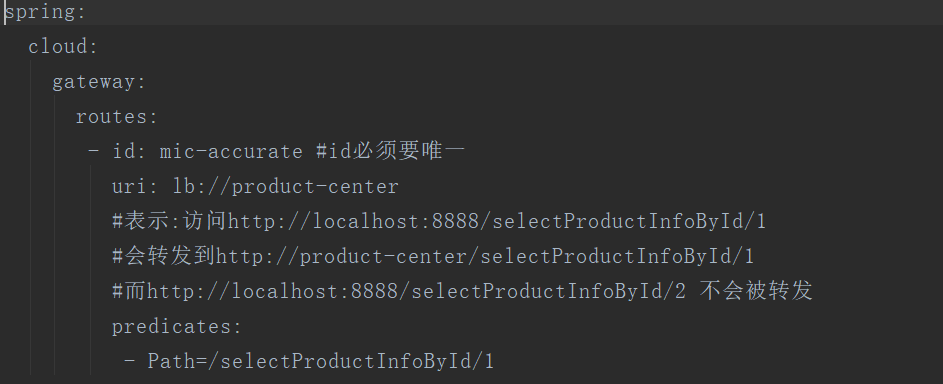 spring:
  cloud:
    gateway:
      routes:
       - id: mic-accurate #id必须要唯一
         uri: lb://product-center
         #表示:访问http://localhost:8888/selectProductInfoById/1
         #会转发到http://product-center/selectProductInfoById/1
         #而http://localhost:8888/selectProductInfoById/2 不会被转发
         predicates:
          - Path=/selectProductInfoById/1